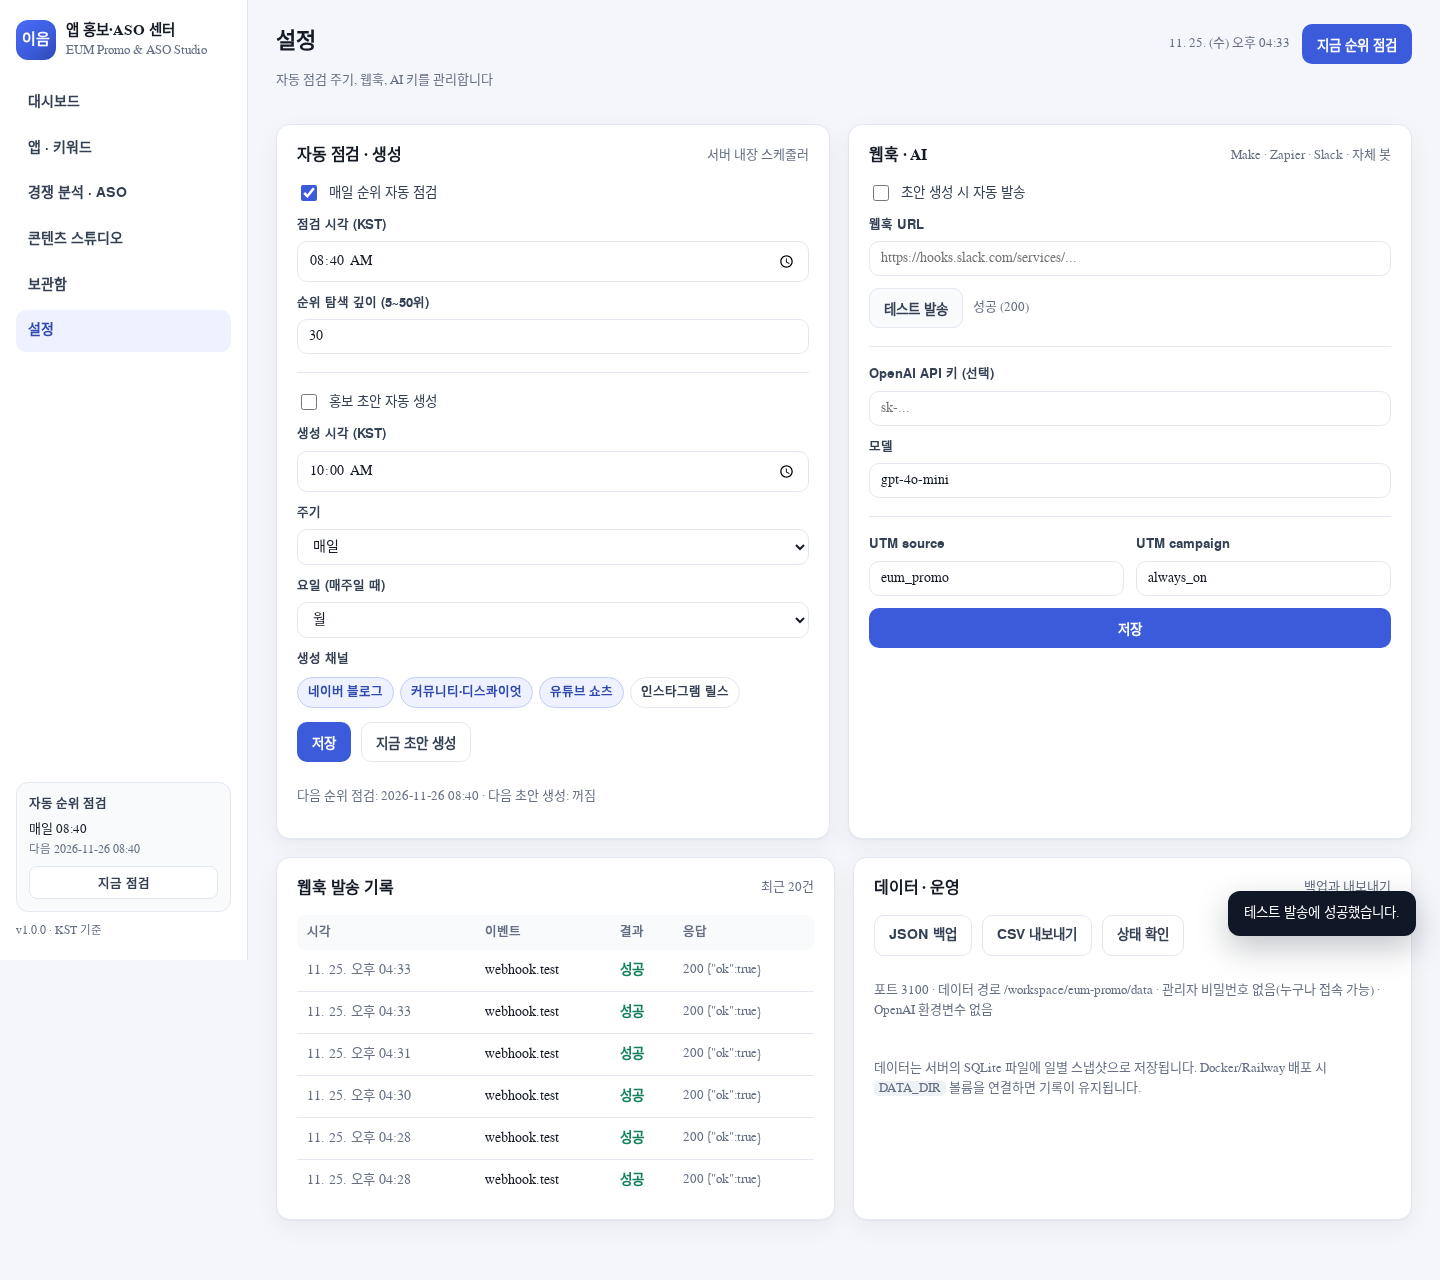 이음
앱 홍보·ASO 센터
EUM Promo & ASO Studio
대시보드
앱 · 키워드
경쟁 분석 · ASO
콘텐츠 스튜디오
보관함
설정
자동 순위 점검
매일 08:40
다음 2026-11-26 08:40
지금 점검
v1.0.0 · KST 기준
설정
자동 점검 주기, 웹훅, AI 키를 관리합니다
11. 25. (수) 오후 04:33
지금 순위 점검
자동 점검 · 생성
서버 내장 스케줄러
매일 순위 자동 점검
점검 시각 (KST)
08:40 AM
순위 탐색 깊이 (5~50위)
30
홍보 초안 자동 생성
생성 시각 (KST)
10:00 AM
주기
매일
요일 (매주일 때)
월
생성 채널
네이버 블로그 커뮤니티·디스콰이엇 유튜브 쇼츠 인스타그램 릴스
저장 지금 초안 생성
다음 순위 점검: 2026-11-26 08:40 · 다음 초안 생성: 꺼짐
웹훅 · AI
Make · Zapier · Slack · 자체 봇
초안 생성 시 자동 발송
웹훅 URL
https://hooks.slack.com/services/...
테스트 발송 성공 (200)
OpenAI API 키 (선택)
sk-...
모델
gpt-4o-mini
UTM source UTM campaign
eum_promo always_on
저장
웹훅 발송 기록
최근 20건
시각 이벤트 결과 응답
11. 25. 오후 04:33 webhook.test 성공 200 {"ok":true}
11. 25. 오후 04:33 webhook.test 성공 200 {"ok":true}
11. 25. 오후 04:31 webhook.test 성공 200 {"ok":true}
11. 25. 오후 04:30 webhook.test 성공 200 {"ok":true}
11. 25. 오후 04:28 webhook.test 성공 200 {"ok":true}
11. 25. 오후 04:28 webhook.test 성공 200 {"ok":true}
데이터 · 운영
백업과 내보내기
테스트 발송에 성공했습니다.
JSON 백업 CSV 내보내기 상태 확인
포트 3100 · 데이터 경로 /workspace/eum-promo/data · 관리자 비밀번호 없음(누구나 접속 가능) ·
OpenAI 환경변수 없음
데이터는 서버의 SQLite 파일에 일별 스냅샷으로 저장됩니다. Docker/Railway 배포 시
DATA_DIR 볼륨을 연결하면 기록이 유지됩니다.